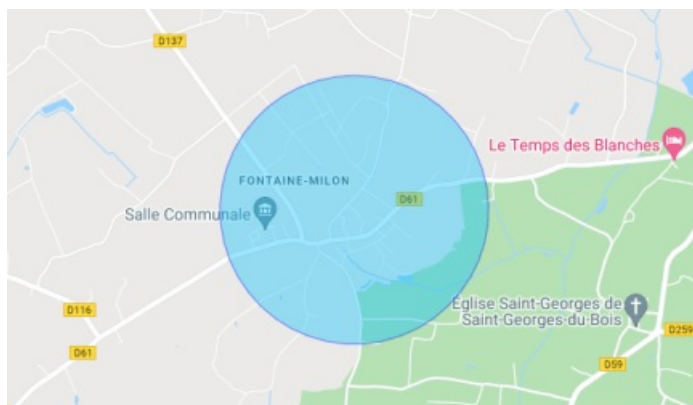 D137
Le Temps des Blanches
FONTAINE-MILON
D61
Salle Communale
D116
Église Saint-Georges de
Saint-Georges-du-Bois
D259
D61
D59